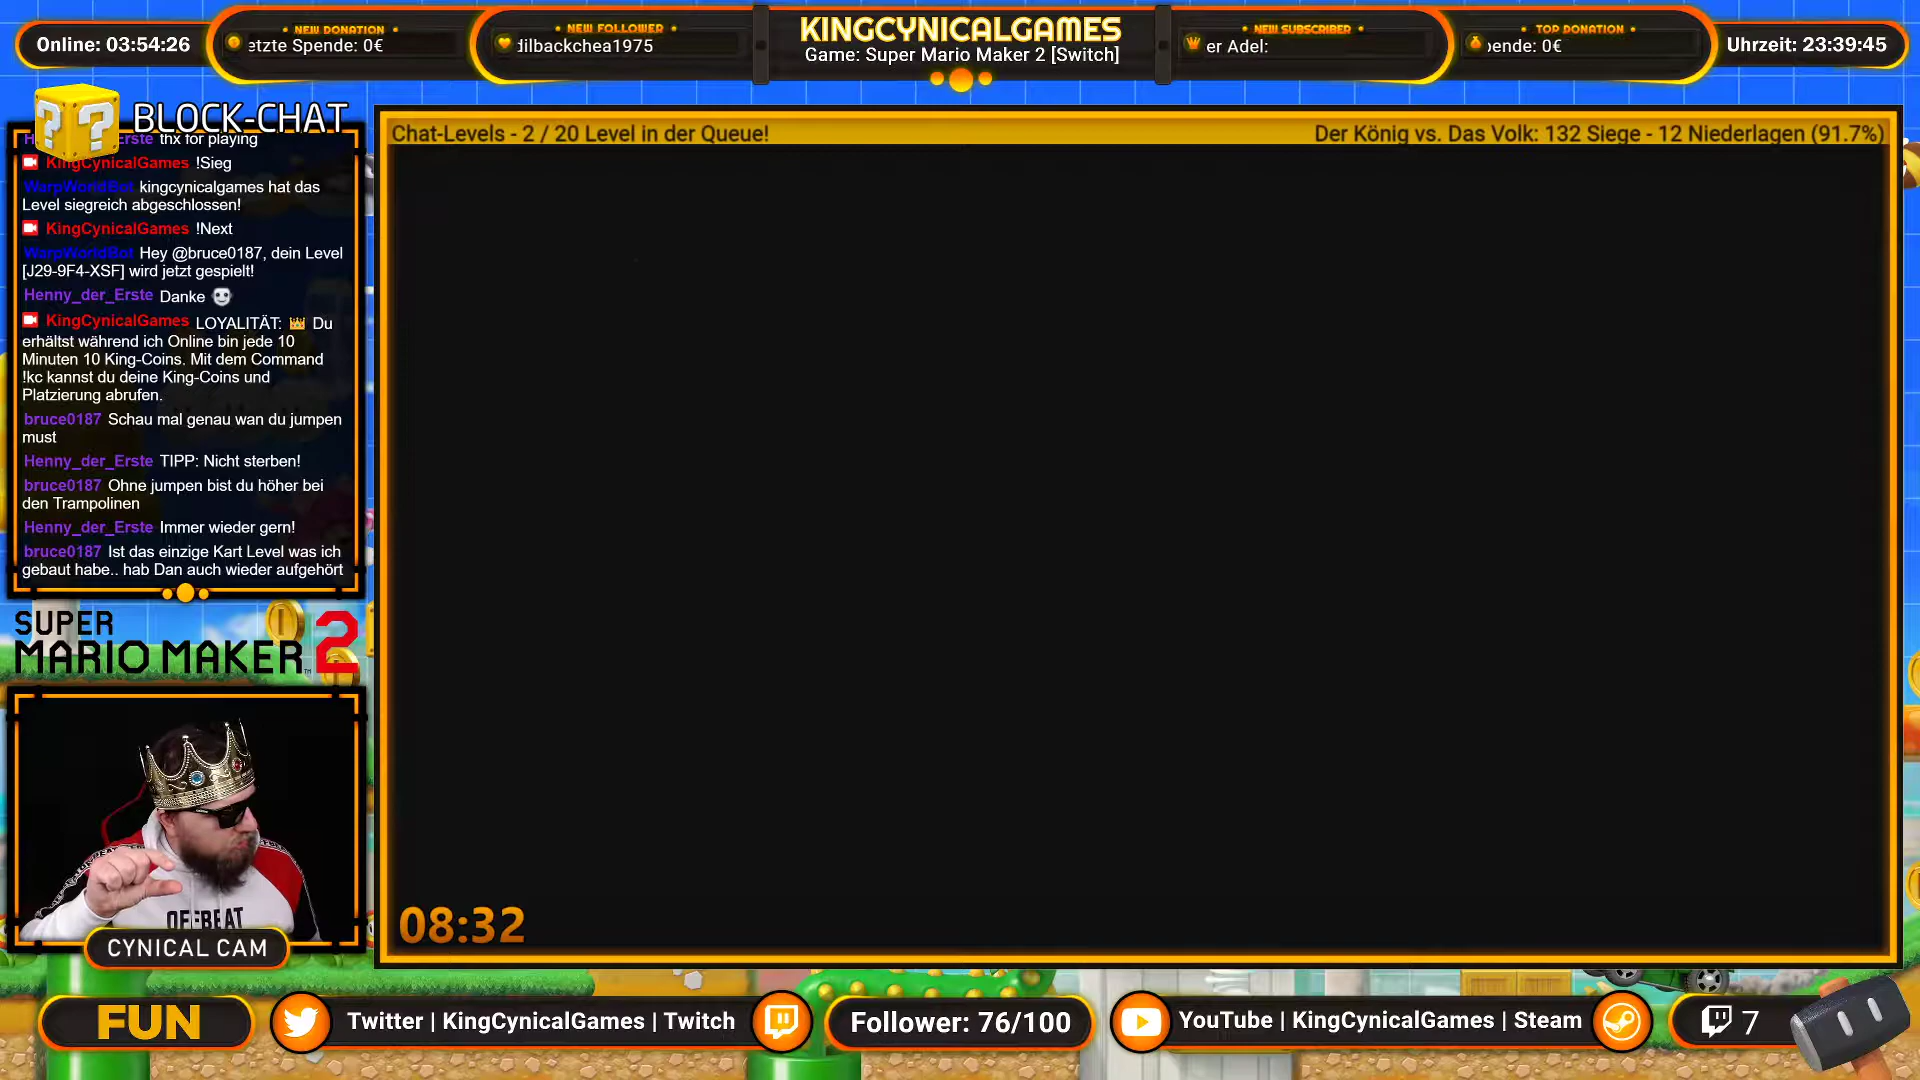 Online: 03:54:26
NEW DONATION
etzte Spende: 0€
NEW FOLLOWER
dilbackchea1975
KINGCYNICALGAMES
Game: Super Mario Maker 2 [Switch]
NEW SUBSCRIBER
er Adel:
TOP DONATION
pende: 0€
Uhrzeit: 23:39:45
BLOCK-CHAT
erste thx for playing
KingCynicalGames !Sieg
WarpWorldBot kingcynicalgames hat das
Level siegreich abgeschlossen!
KingCynicalGames !Next
WarpWorldBot Hey @bruce0187, dein Level
[J29-9F4-XSF] wird jetzt gespielt!
Henny_der_Erste Danke
KingCynicalGames LOYALITÄT: Du
erhältst während ich Online bin jede 10
Minuten 10 King-Coins. Mit dem Command
!kc kannst du deine King-Coins und
Platzierung abrufen.
bruce0187 Schau mal genau wan du jumpen
must
Henny_der_Erste TIPP: Nicht sterben!
bruce0187 Ohne jumpen bist du höher bei
den Trampolinen
Henny_der_Erste Immer wieder gern!
bruce0187 Ist das einzige Kart Level was ich
gebaut habe.. hab Dan auch wieder aufgehört
Chat-Levels - 2 / 20 Level in der Queue!
Der König vs. Das Volk: 132 Siege - 12 Niederlagen (91.7%)
SUPER
MARIO MAKER 2
OFFBEAT
CYNICAL CAM
08:32
FUN
Twitter | KingCynicalGames | Twitch
Follower: 76/100
YouTube | KingCynicalGames | Steam
7